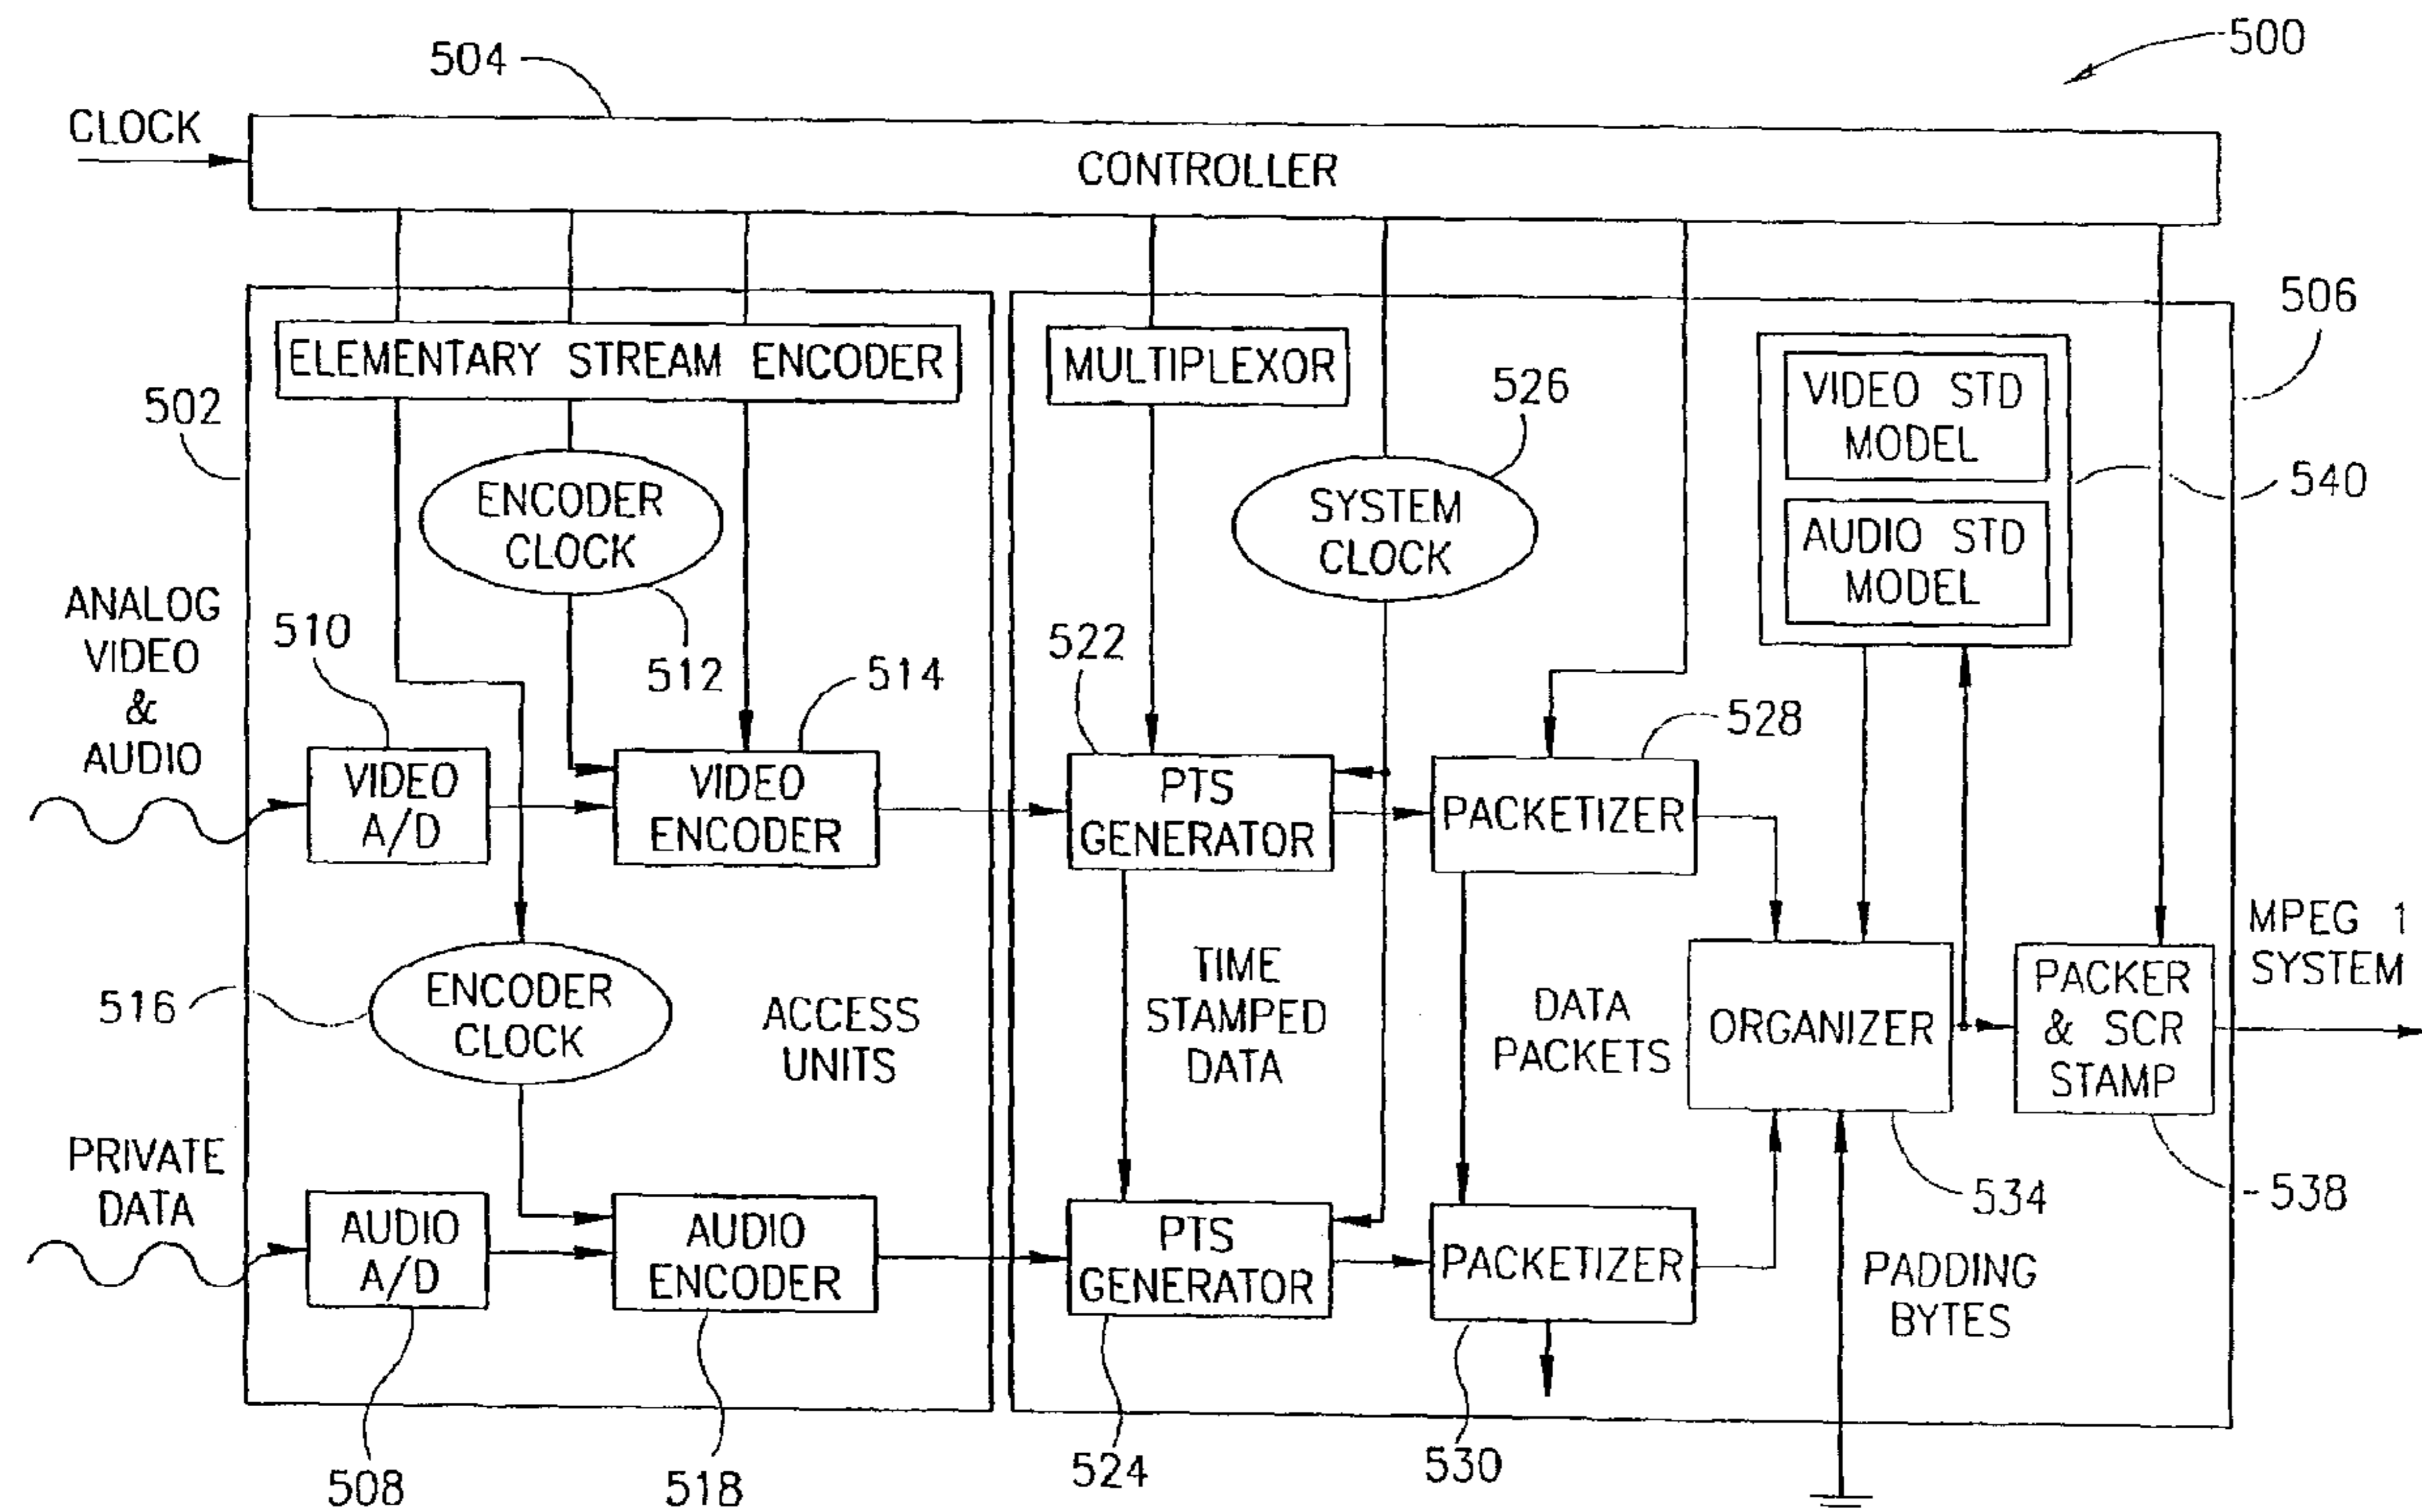 500
504
CLOCK
CONTROLLER
506
ELEMENTARY STREAM ENCODER
MULTIPLEXOR
VIDEO STD
MODEL
526
502
ENCODER
CLOCK
SYSTEM
CLOCK
540
AUDIO STD
MODEL
ANALOG
VIDEO
&
AUDIO
510
512
514
522
528
VIDEO
A/D
VIDEO
ENCODER
PTS
GENERATOR
PACKETIZER
MPEG 1
SYSTEM
516
ENCODER
CLOCK
ACCESS
UNITS
TIME
STAMPED
DATA
DATA
PACKETS
ORGANIZER
PACKER
& SCR
STAMP
PRIVATE
DATA
534
538
AUDIO
A/D
AUDIO
ENCODER
PTS
GENERATOR
PACKETIZER
PADDING
BYTES
508
518
524
530